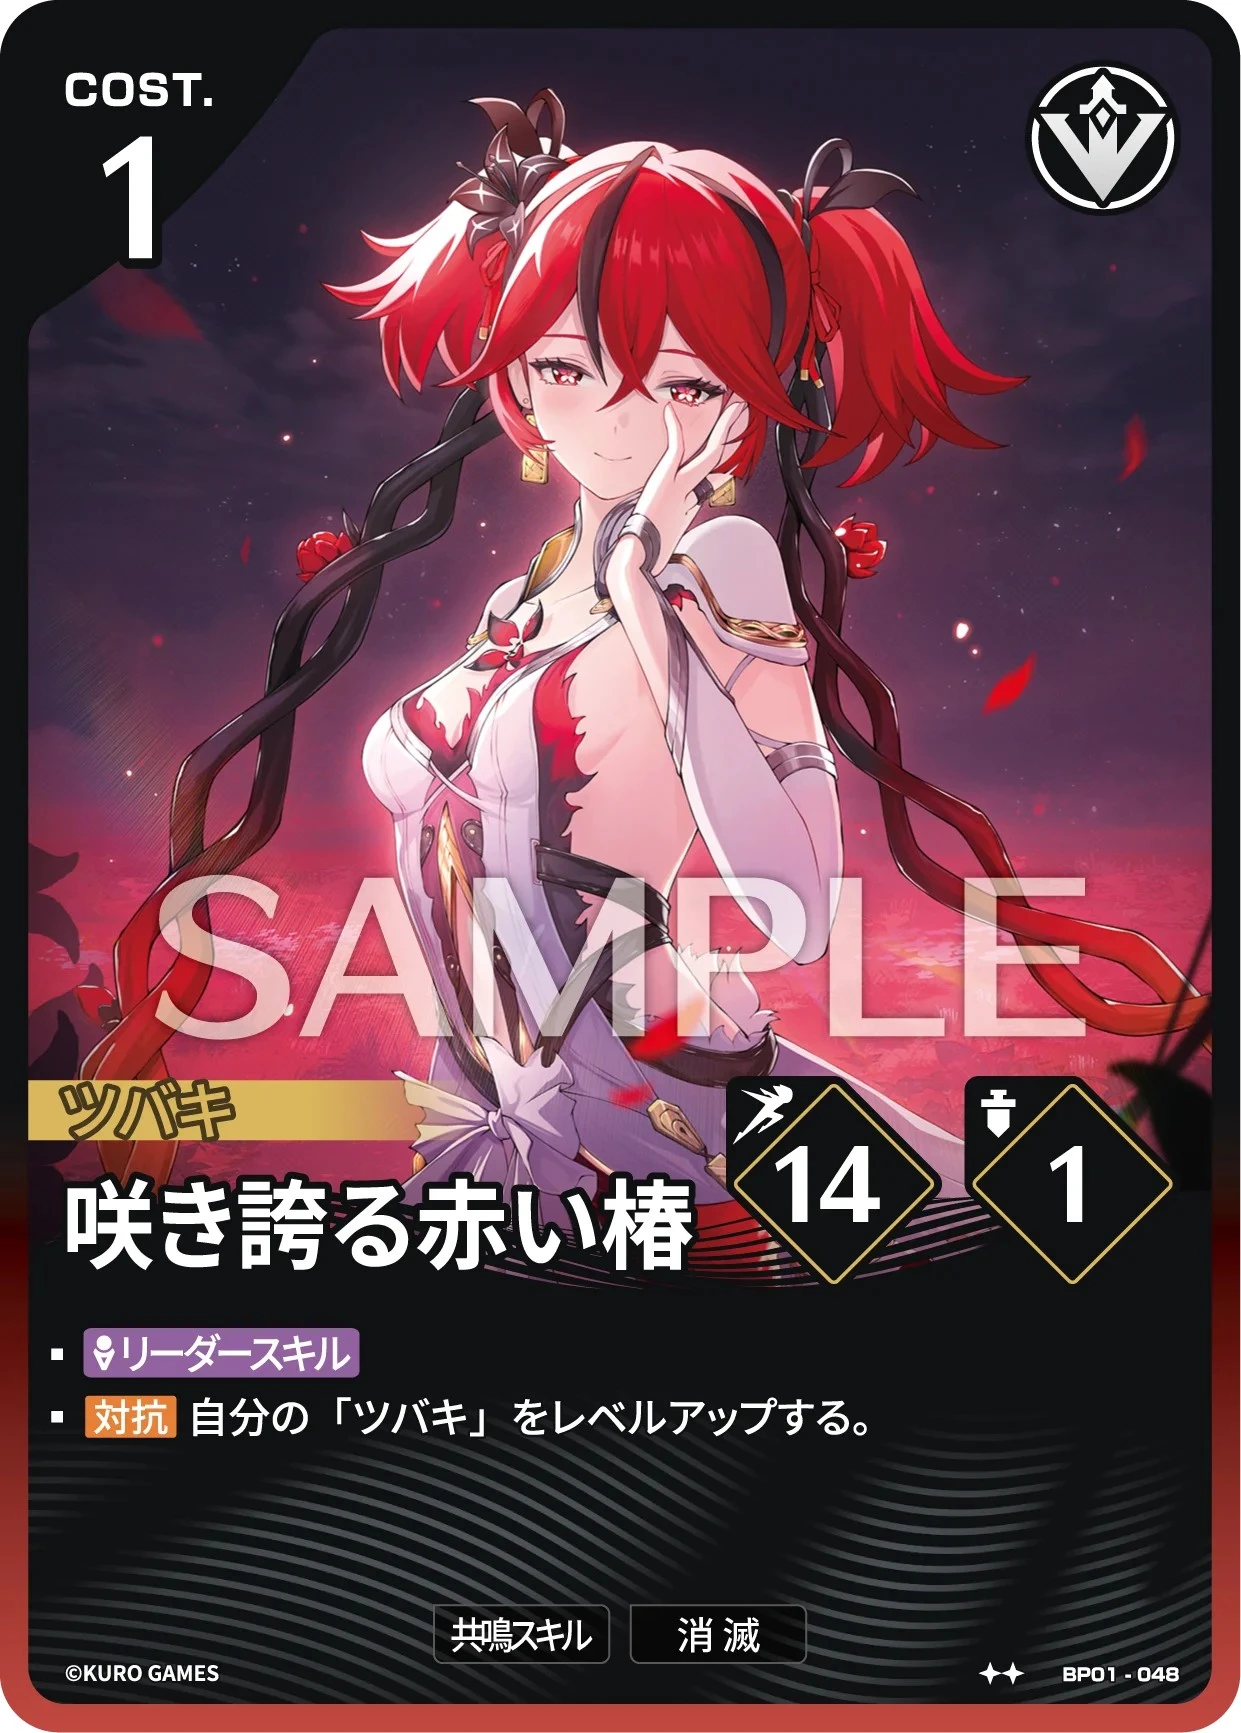 COST.
1
SAMPLE
ツバキ
14
1
咲き誇る赤い椿
リーダースキル
対抗 自分の「ツバキ」をレベルアップする。
共鳴スキル
消滅
©KURO GAMES
BP01 - 048